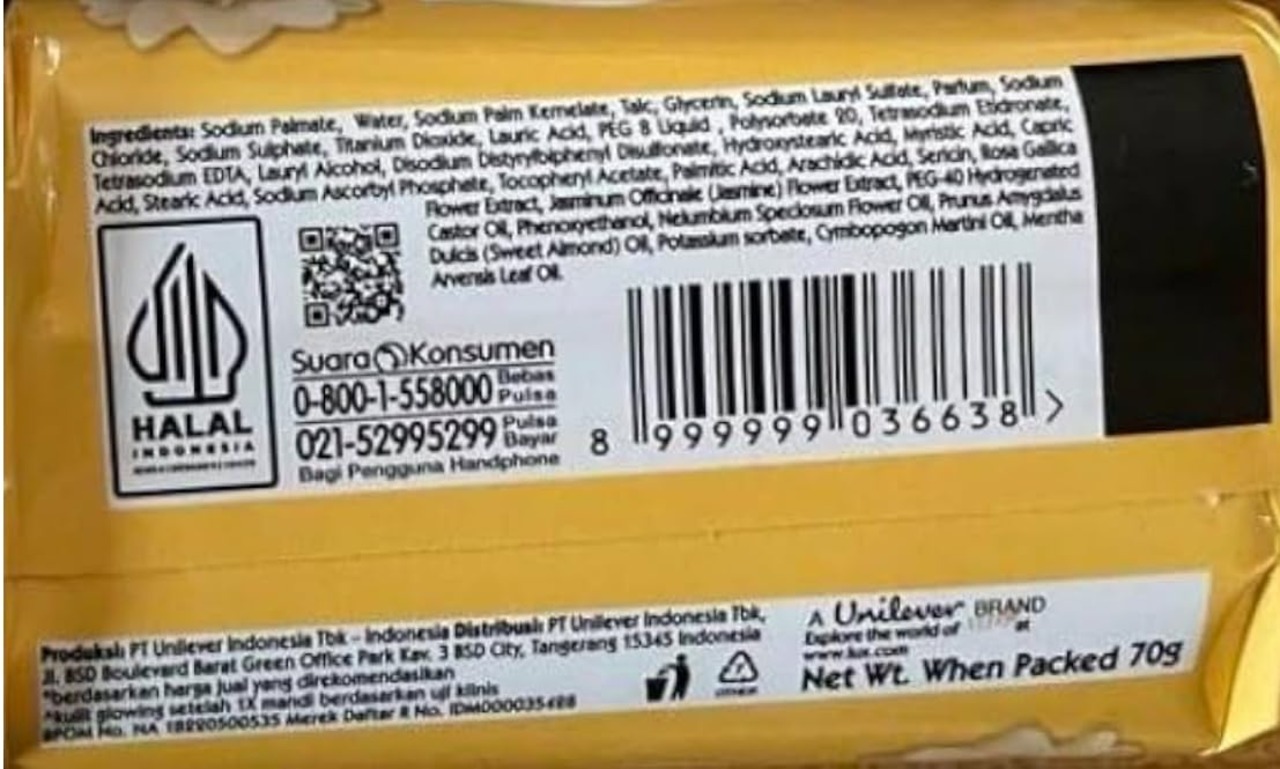 Ingredients: Sodium Palmate, Water, Sodium Palm Kernelate, Talc, Glycerin, Sodium Lauryl Sulfate, Parfum, Sodium
Chloride, Sodium Sulphate, Titanium Dioxide, Lauric Acid, PEG 8 Liquid , Polysorbate 20, Tetrasodium Etidronate,
Tetrasodium EDTA, Lauryl Alcohol, Disodium Distyrylbiphenyl Disulfonate, Hydroxystearic Acid, Myristic Acid, Capric
Acid, Stearic Acid, Sodium Ascorbyl Phosphate, Tocopheryl Acetate, Palmitic Acid, Arachidic Acid, Sericin, Rosa Gallica
Flower Extract, Jasminum Officinale (Jasmine) Flower Extract, PEG-40 Hydrogenated
Castor Oil, Phenoxyethanol, Nelumbium Speciosum Flower Oil, Prunus Amygdalus
Dulcis (Sweet Almond) Oil, Potassium sorbate, Cymbopogon Martini Oil, Mentha
Arvensis Leaf Oil.
HALAL
INDONESIA
Suara Konsumen
0-800-1-558000 Bebas Pulsa
021-52995299 Pulsa Bayar
Bagi Pengguna Handphone
8 999999 036638 >
Produksi: PT Unilever Indonesia Tbk - Indonesia Distribusi: PT Unilever Indonesia Tbk,
Jl. BSD Boulevard Barat Green Office Park Kav. 3 BSD City, Tangerang 15345 Indonesia
*berdasarkan harga jual yang direkomendasikan
^kulit glowing setelah 1X mandi berdasarkan uji klinis
BPOM No. NA Merek Daftar R No.
OTHER
A Unilever BRAND
Explore the world of at
www.lux.com
Net Wt. When Packed 70g